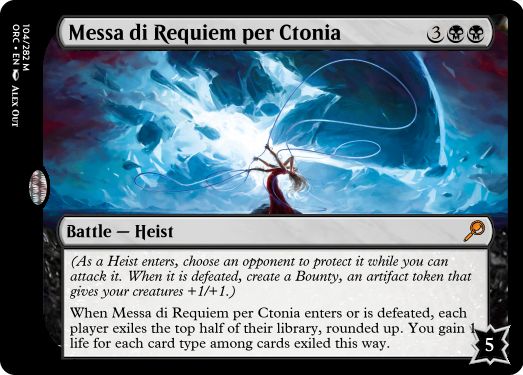 Messa di Requiem per Ctonia 3
Battle — Heist
(As a Heist enters, choose an opponent to protect it while you can
attack it. When it is defeated, create a Bounty, an artifact token that
gives your creatures +1/+1.)
When Messa di Requiem per Ctonia enters or is defeated, each
player exiles the top half of their library, rounded up. You gain 1
life for each card type among cards exiled this way.
5
104/282 M
ORC • EN Alex Out